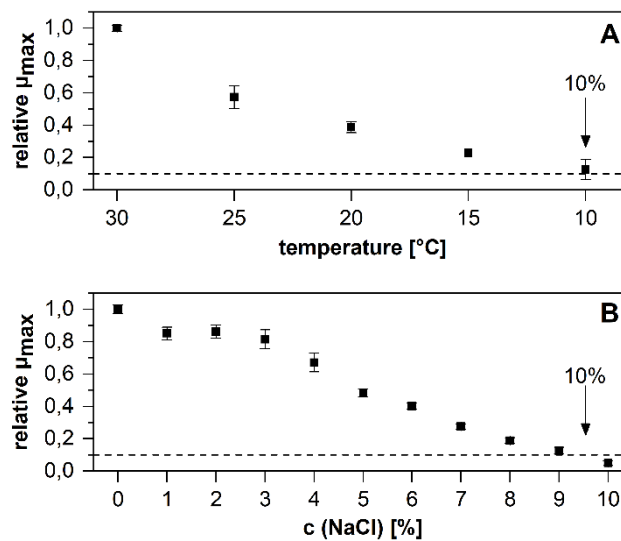 A
relative µmax
1,0
0,8
0,6
0,4
0,2
0,0
10%
30 25 20 15 10
temperature [°C]
B
relative µmax
1,0
0,8
0,6
0,4
0,2
0,0
10%
0 1 2 3 4 5 6 7 8 9 10
c (NaCl) [%]